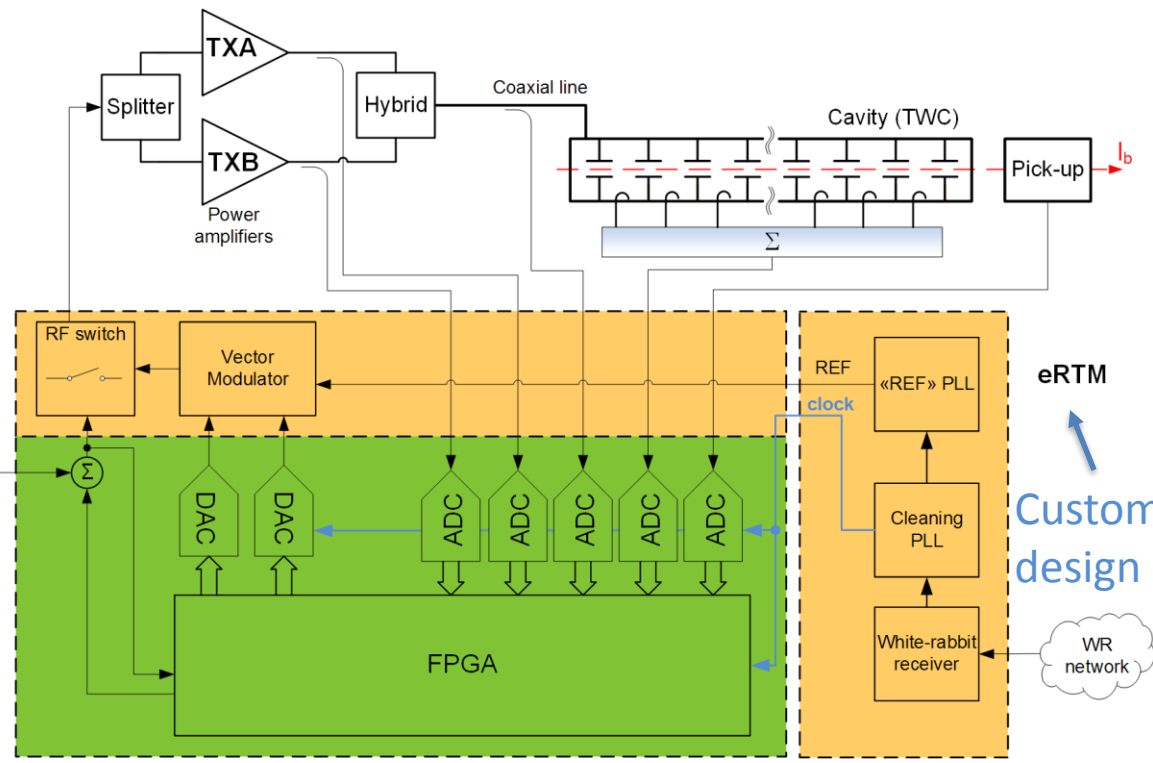 TXA
Splitter
Hybrid
TXB
Power
amplifiers
Coaxial line
Cavity (TWC)
I_b
Pick-up
Σ
RF switch
Vector
Modulator
REF
«REF» PLL
eRTM
clock
Σ
DAC
DAC
ADC
ADC
ADC
ADC
ADC
Cleaning
PLL
Custom
design
FPGA
White-rabbit
receiver
WR
network